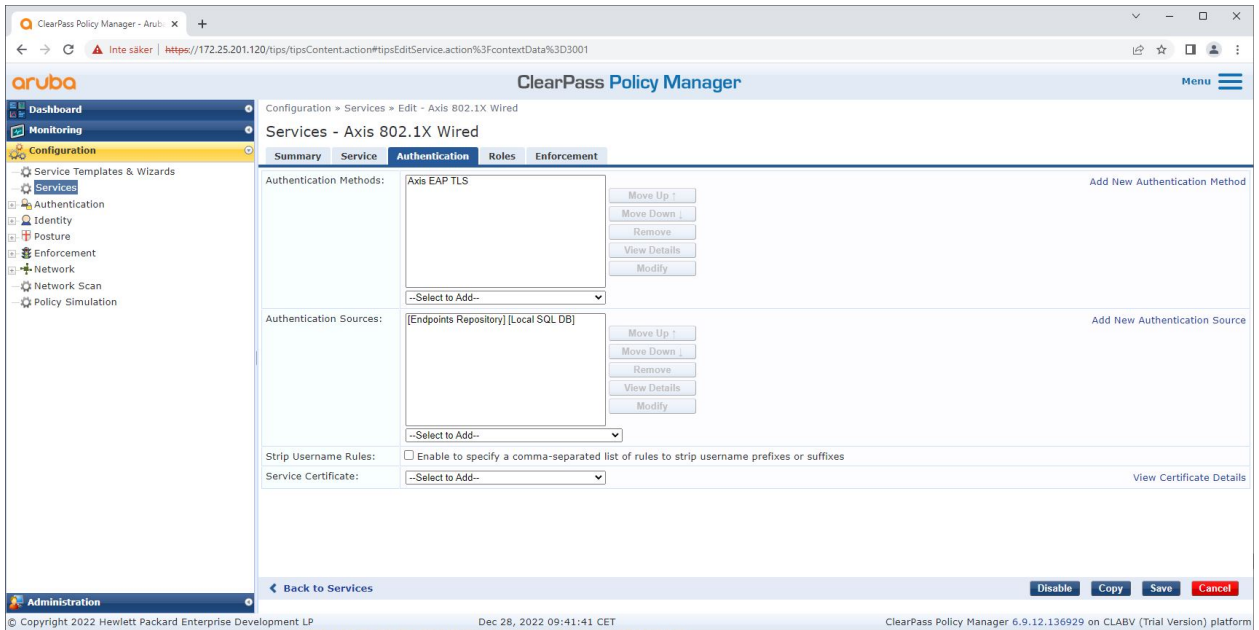 ClearPass Policy Manager - Arub
Inte säker | https://172.25.201.120/tips/tipsContent.action#tipsEditService.action%3FcontextData%3D3001
aruba
ClearPass Policy Manager
Menu
Dashboard
Monitoring
Configuration
Service Templates & Wizards
Services
Authentication
Identity
Posture
Enforcement
Network
Network Scan
Policy Simulation
Administration
Configuration » Services » Edit - Axis 802.1X Wired
Services - Axis 802.1X Wired
Summary Service Authentication Roles Enforcement
Authentication Methods:
Axis EAP TLS
Move Up ↑
Move Down ↓
Remove
View Details
Modify
--Select to Add--
Add New Authentication Method
Authentication Sources:
[Endpoints Repository] [Local SQL DB]
Move Up ↑
Move Down ↓
Remove
View Details
Modify
--Select to Add--
Add New Authentication Source
Strip Username Rules: Enable to specify a comma-separated list of rules to strip username prefixes or suffixes
Service Certificate: --Select to Add-- View Certificate Details
Back to Services Disable Copy Save Cancel
© Copyright 2022 Hewlett Packard Enterprise Development LP Dec 28, 2022 09:41:41 CET ClearPass Policy Manager 6.9.12.136929 on CLABV (Trial Version) platform